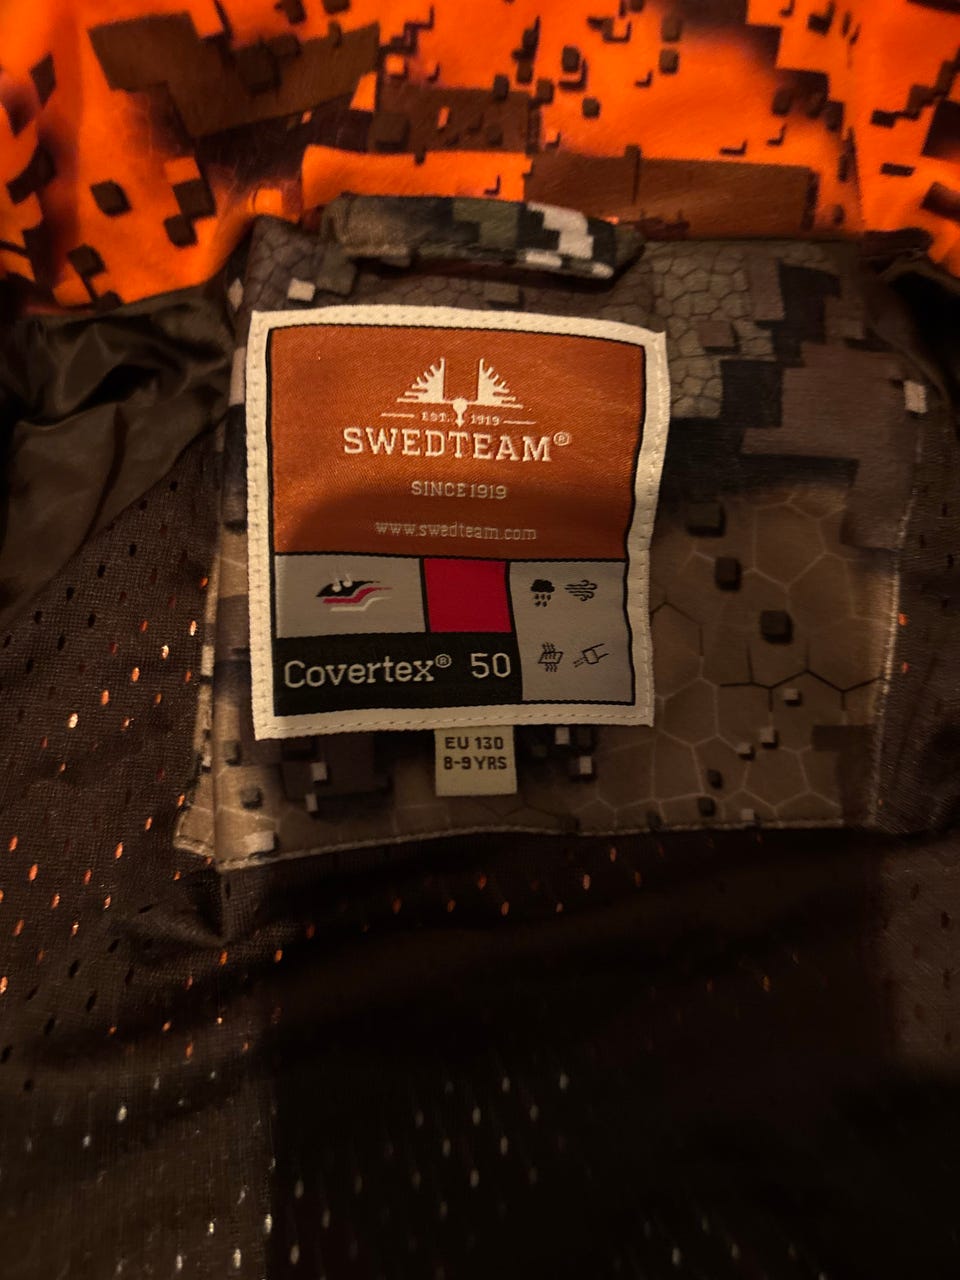 EST. 1919
SWEDTEAM®
SINCE 1919
www.swedteam.com
Covertex® 50
EU 130
8-9 YRS